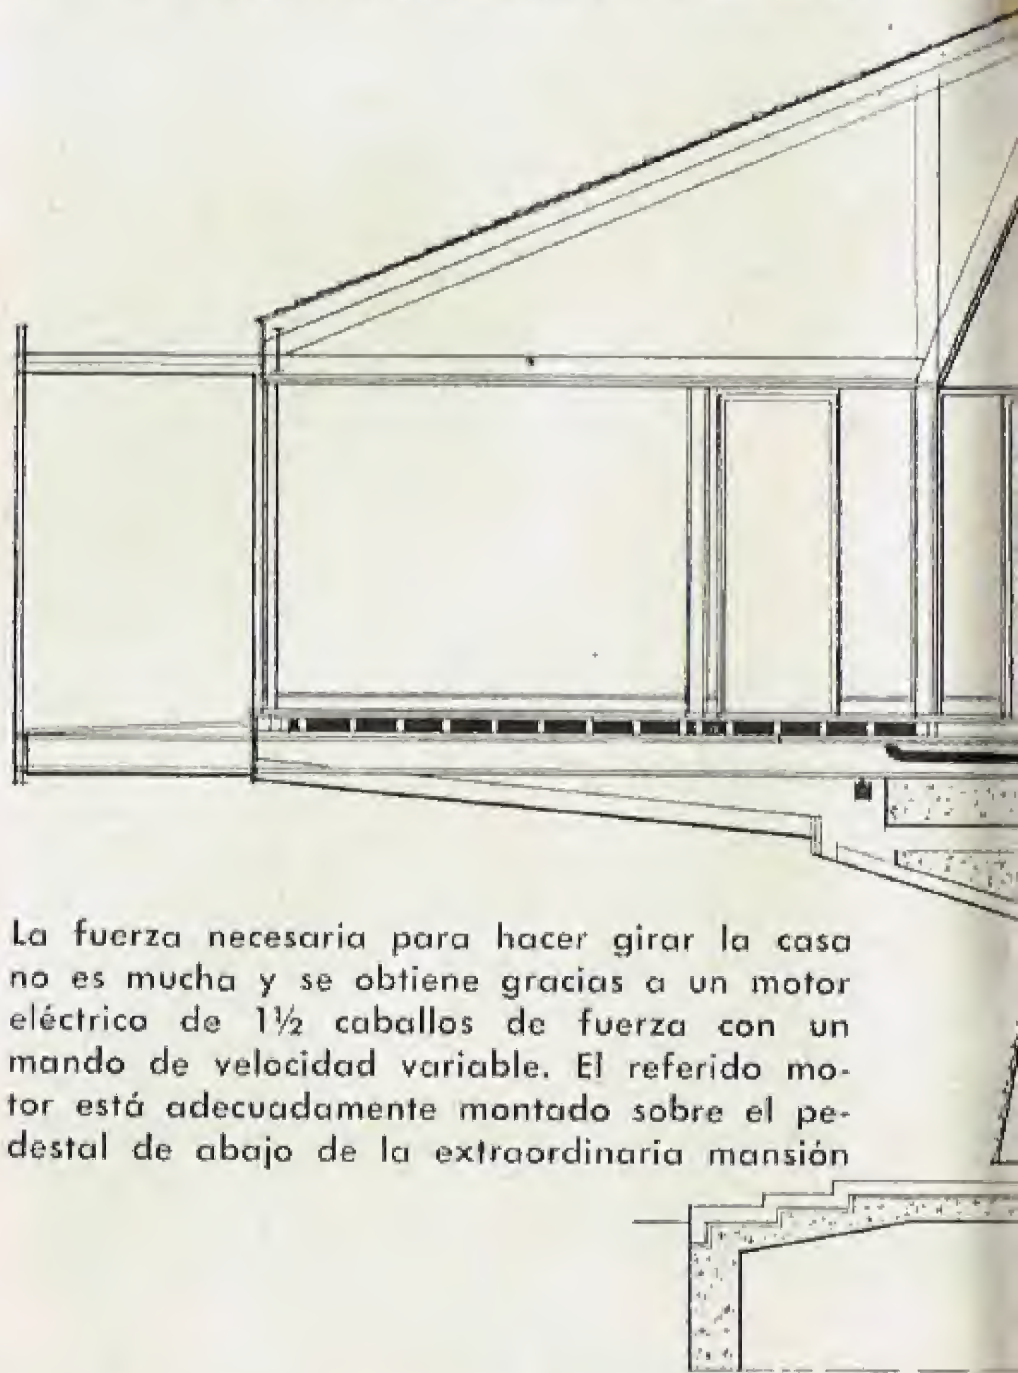 La fuerza necesaria para hacer girar la casa
no es mucha y se obtiene gracias a un motor
eléctrico de 1½ caballos de fuerza con un
mando de velocidad variable. El referido mo-
tor está adecuadamente montado sobre el pe-
destal de abajo de la extraordinaria mansión